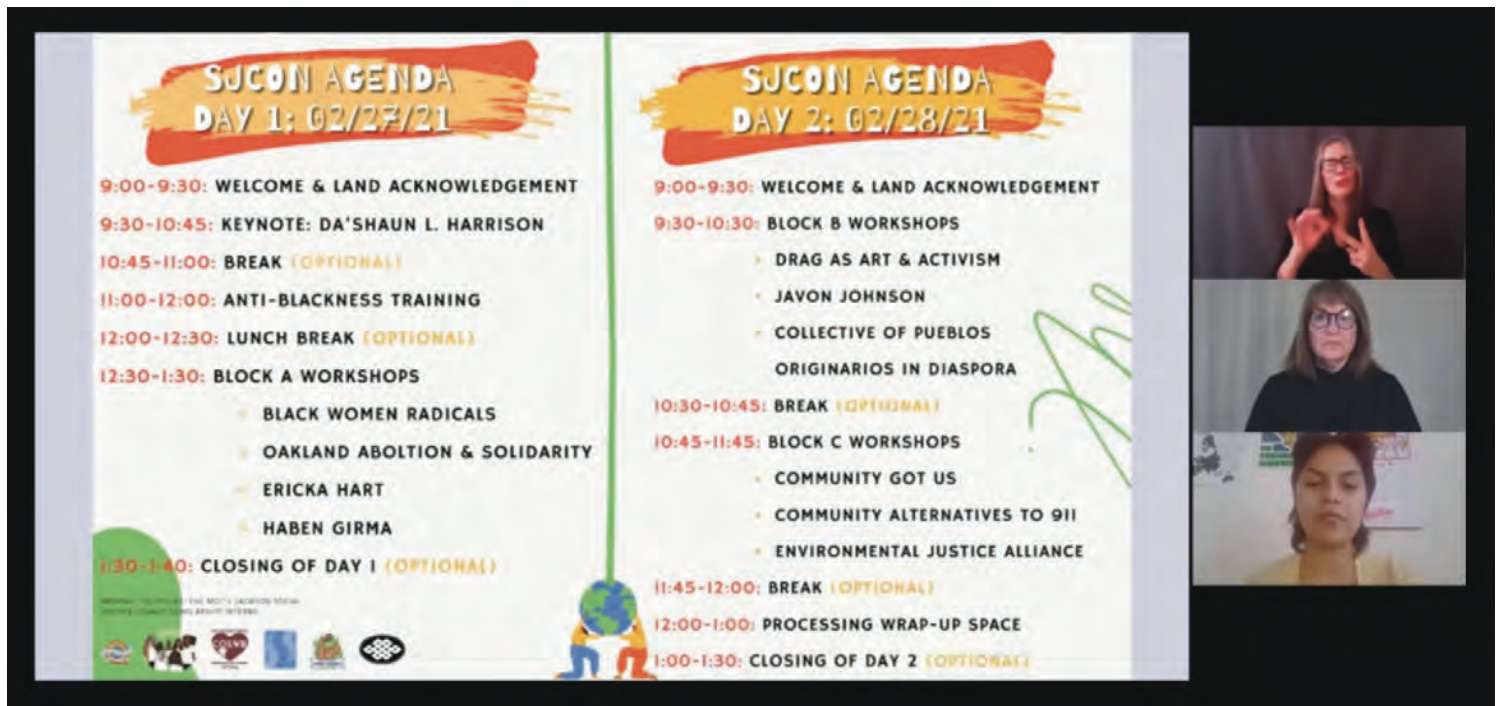 SJCON AGENDA
DAY 1: 02/27/21
9:00-9:30: WELCOME & LAND ACKNOWLEDGEMENT
9:30-10:45: KEYNOTE: DA'SHAUN L. HARRISON
10:45-11:00: BREAK (OPTIONAL)
11:00-12:00: ANTI-BLACKNESS TRAINING
12:00-12:30: LUNCH BREAK (OPTIONAL)
12:30-1:30: BLOCK A WORKSHOPS
BLACK WOMEN RADICALS
OAKLAND ABOLTION & SOLIDARITY
ERICKA HART
HABEN GIRMA
1:30-1:40: CLOSING OF DAY 1 (OPTIONAL)
SJCON AGENDA
DAY 2: 02/28/21
9:00-9:30: WELCOME & LAND ACKNOWLEDGEMENT
9:30-10:30: BLOCK B WORKSHOPS
DRAG AS ART & ACTIVISM
JAVON JOHNSON
COLLECTIVE OF PUEBLOS
ORIGINARIOS IN DIASPORA
10:30-10:45: BREAK (OPTIONAL)
10:45-11:45: BLOCK C WORKSHOPS
COMMUNITY GOT US
COMMUNITY ALTERNATIVES TO 911
ENVIRONMENTAL JUSTICE ALLIANCE
11:45-12:00: BREAK (OPTIONAL)
12:00-1:00: PROCESSING WRAP-UP SPACE
1:00-1:30: CLOSING OF DAY 2 (OPTIONAL)